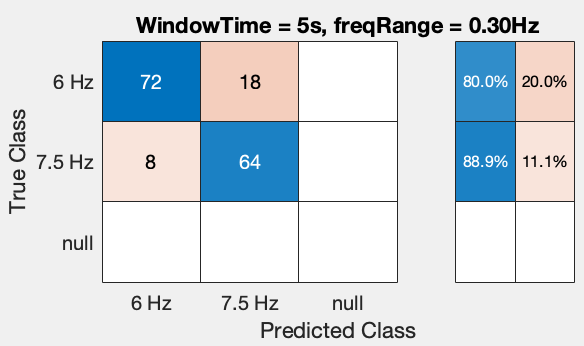 WindowTime = 5s, freqRange = 0.30Hz
True Class
6 Hz 72 18 80.0% 20.0%
7.5 Hz 8 64 88.9% 11.1%
null
6 Hz 7.5 Hz null
Predicted Class